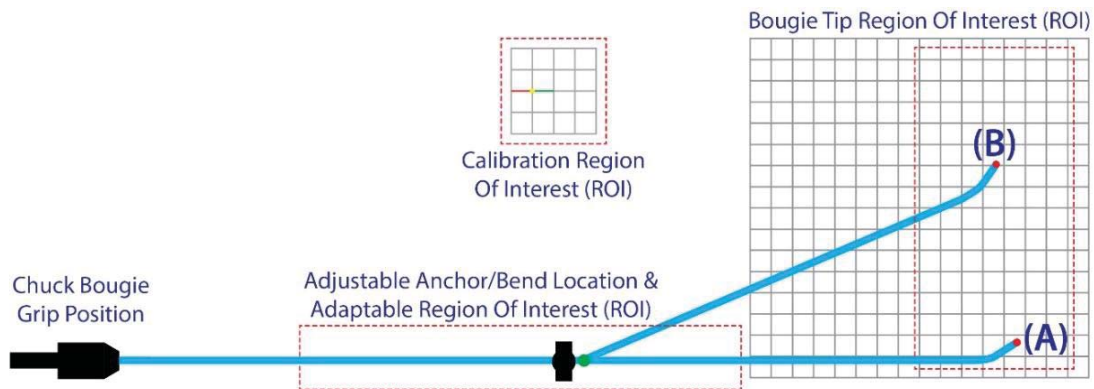 Bougie Tip Region Of Interest (ROI)
Calibration Region
Of Interest (ROI)
(B)
Chuck Bougie
Grip Position
Adjustable Anchor/Bend Location &
Adaptable Region Of Interest (ROI)
(A)